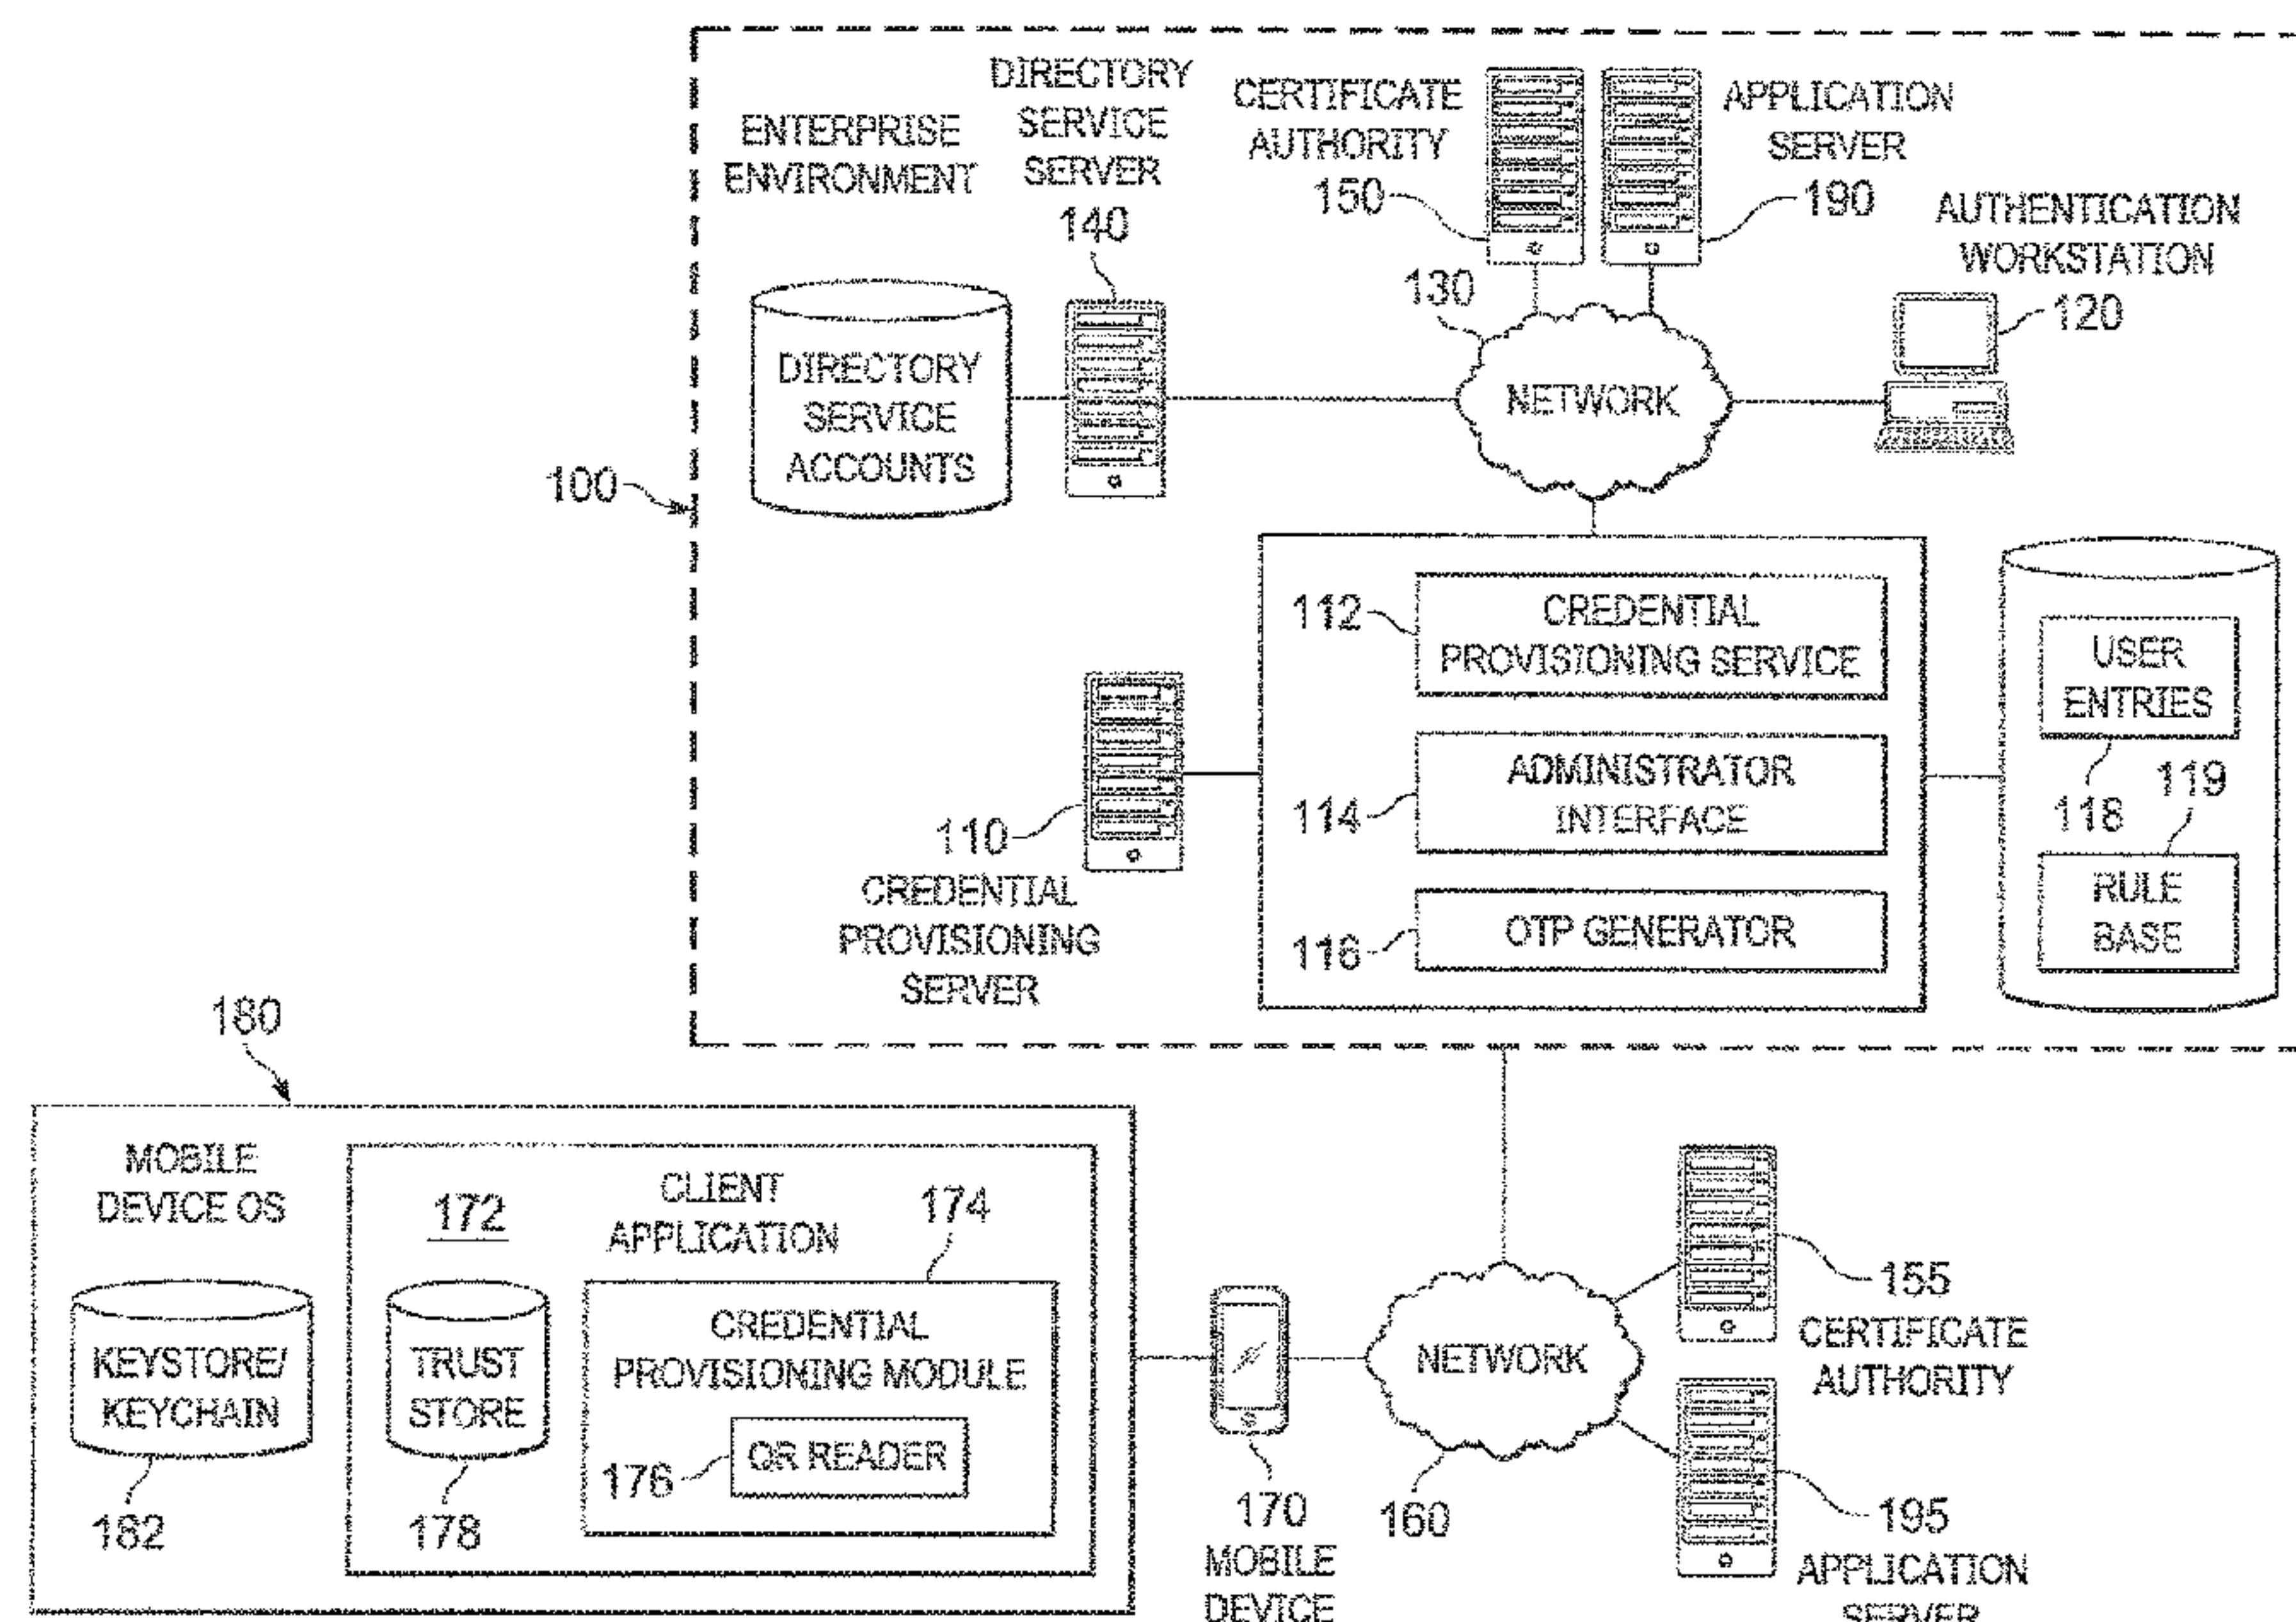 DIRECTORY
SERVICE
SERVER
140
ENTERPRISE
ENVIRONMENT
CERTIFICATE
AUTHORITY
150
APPLICATION
SERVER
190
AUTHENTICATION
WORKSTATION
120
130
NETWORK
DIRECTORY
SERVICE
ACCOUNTS
100
112
CREDENTIAL
PROVISIONING SERVICE
114
ADMINISTRATOR
INTERFACE
116
OTP GENERATOR
USER
ENTRIES
118
119
RULE
BASE
110
CREDENTIAL
PROVISIONING
SERVER
180
MOBILE
DEVICE OS
172
CLIENT
APPLICATION
174
KEYSTORE/
KEYCHAIN
182
TRUST
STORE
178
CREDENTIAL
PROVISIONING MODULE
176
QR READER
170
MOBILE
DEVICE
NETWORK
160
155
CERTIFICATE
AUTHORITY
195
APPLICATION
SERVER